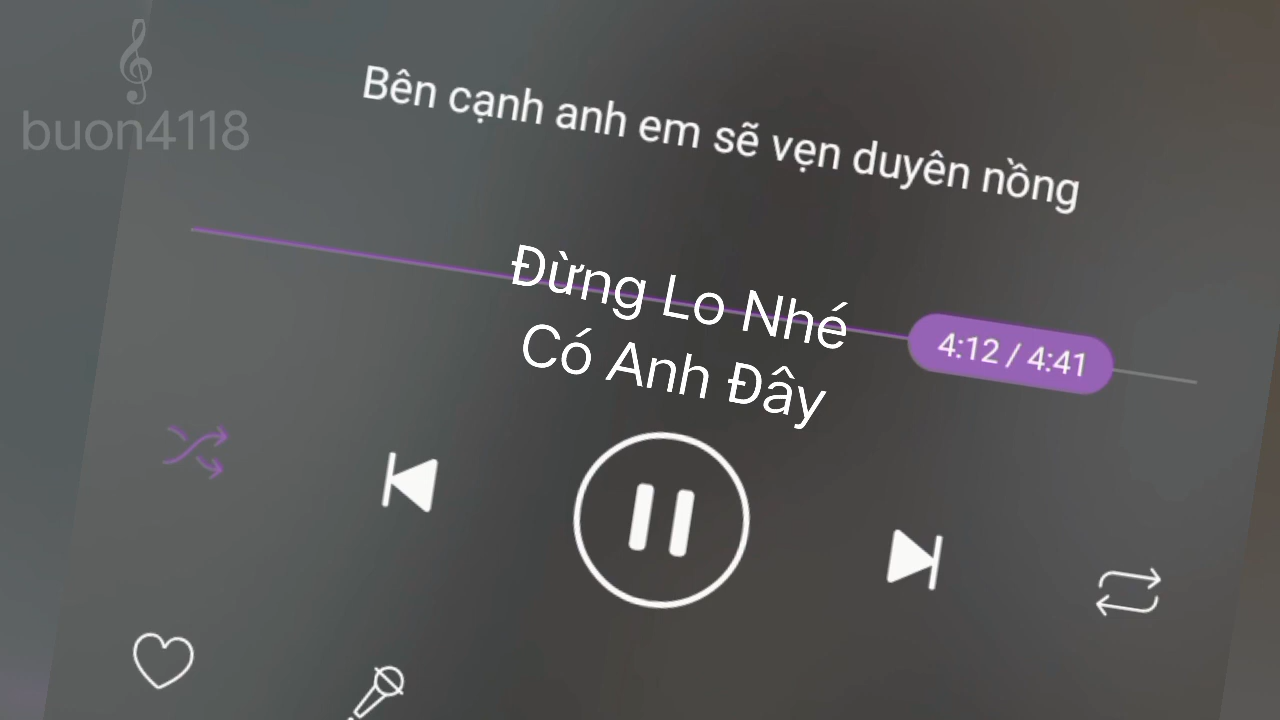 buon4118
Bên cạnh anh em sẽ vẹn duyên nồng
Đừng Lo Nhé
Có Anh Đây
4:12 / 4:41